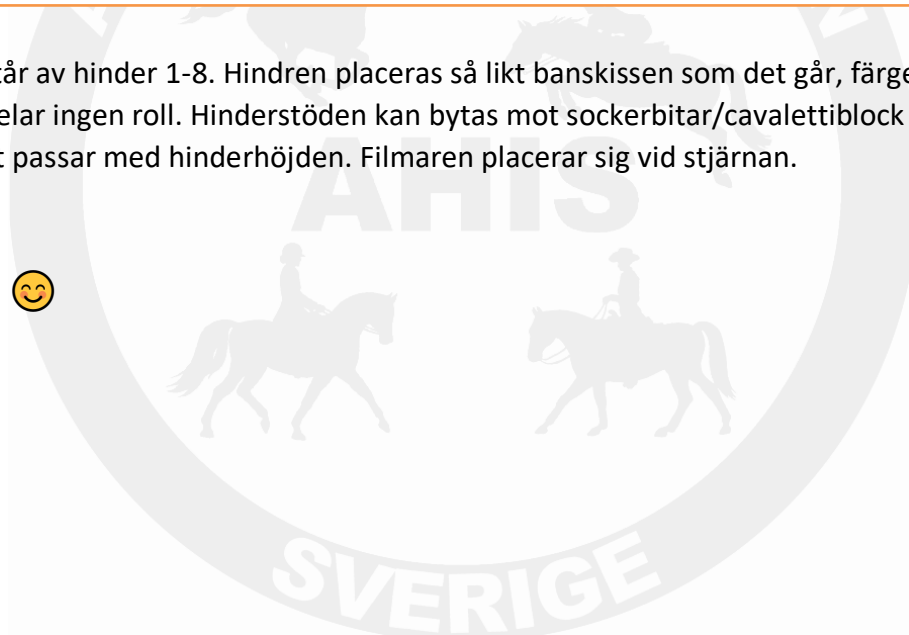 tår av hinder 1-8. Hindren placeras så likt banskissen som det går, färge
elar ingen roll. Hinderstöden kan bytas mot sockerbitar/cavalettiblock
t passar med hinderhöjden. Filmaren placerar sig vid stjärnan.
AHIS
SVERIGE